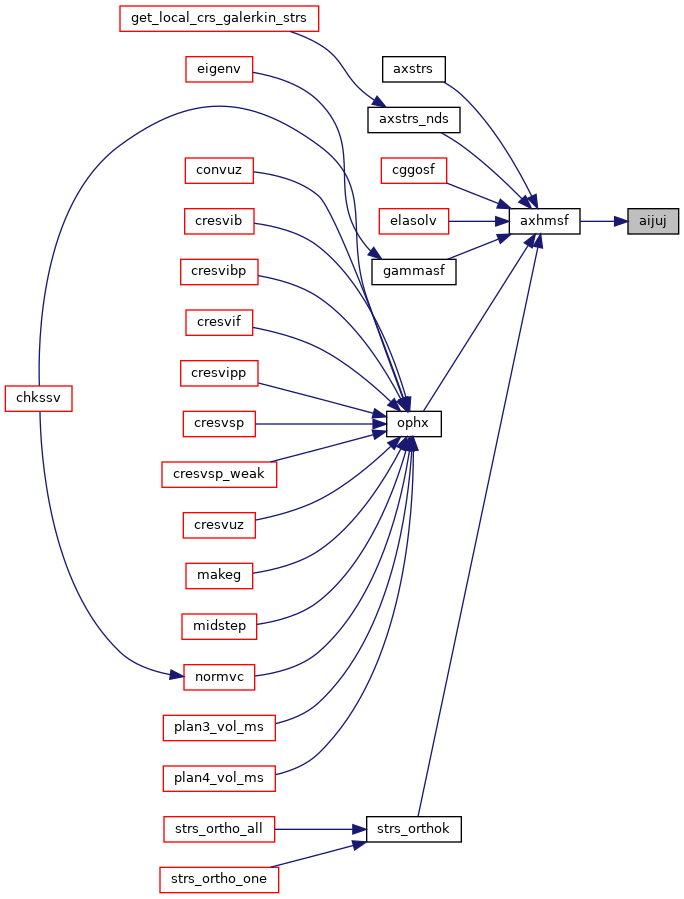 get_local_crs_galerkin_strs
eigenv
axstrs
axstrs_nds
convuz
cggosf
cresvib
elasolv
axhmsf
aijuj
cresvibp
gammasf
cresvif
cresvipp
chkssv
cresvsp
ophx
cresvsp_weak
cresvuz
makeg
midstep
normvc
plan3_vol_ms
plan4_vol_ms
strs_ortho_all
strs_orthok
strs_ortho_one